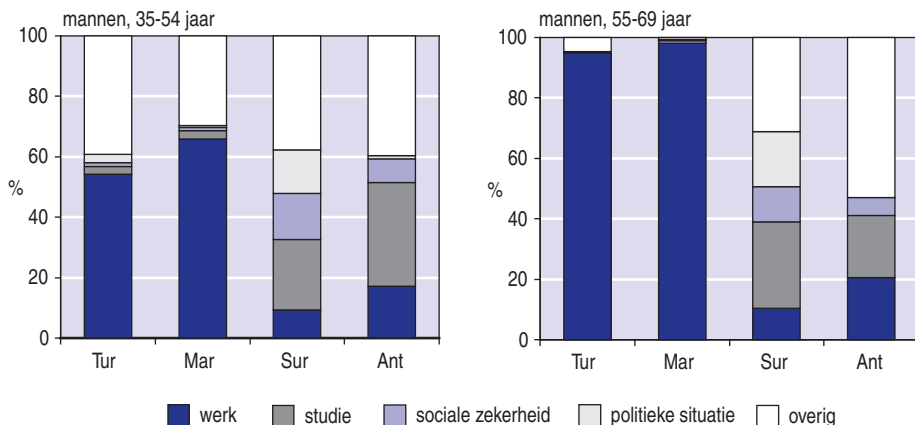 mannen, 35-54 jaar
100
80
60
%
40
20
0
Tur Mar Sur Ant
mannen, 55-69 jaar
100
80
60
%
40
20
0
Tur Mar Sur Ant
werk studie sociale zekerheid politieke situatie overig